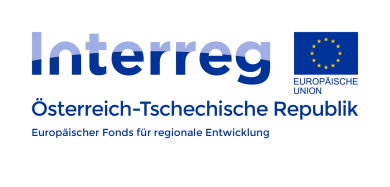 Interreg
EUROPÄISCHE
UNION
Österreich-Tschechische Republik
Europäischer Fonds für regionale Entwicklung